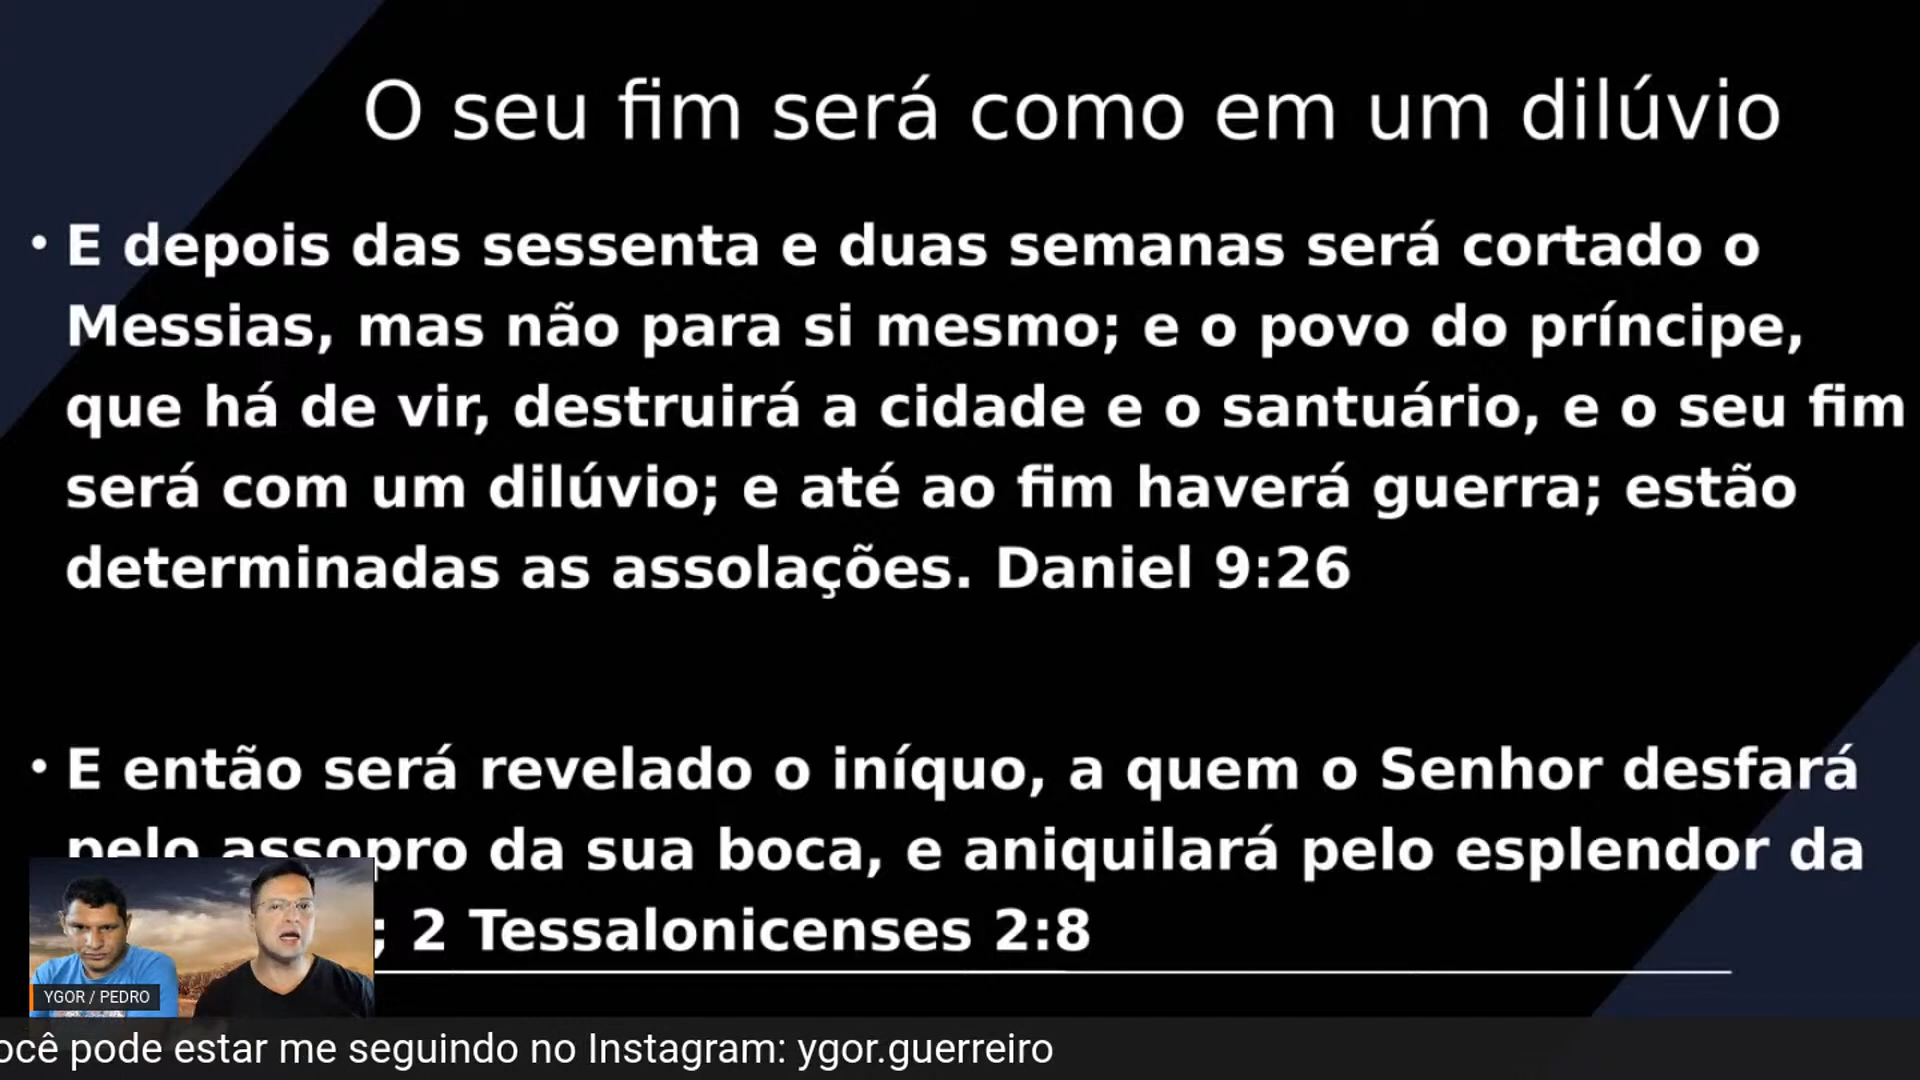 O seu fim será como em um dilúvio
• E depois das sessenta e duas semanas será cortado o
Messias, mas não para si mesmo; e o povo do príncipe,
que há de vir, destruirá a cidade e o santuário, e o seu fim
será com um dilúvio; e até ao fim haverá guerra; estão
determinadas as assolações. Daniel 9:26
• E então será revelado o iníquo, a quem o Senhor desfará
pelo assopro da sua boca, e aniquilará pelo esplendor da
; 2 Tessalonicenses 2:8
YGOR / PEDRO
ocê pode estar me seguindo no Instagram: ygor.guerreiro